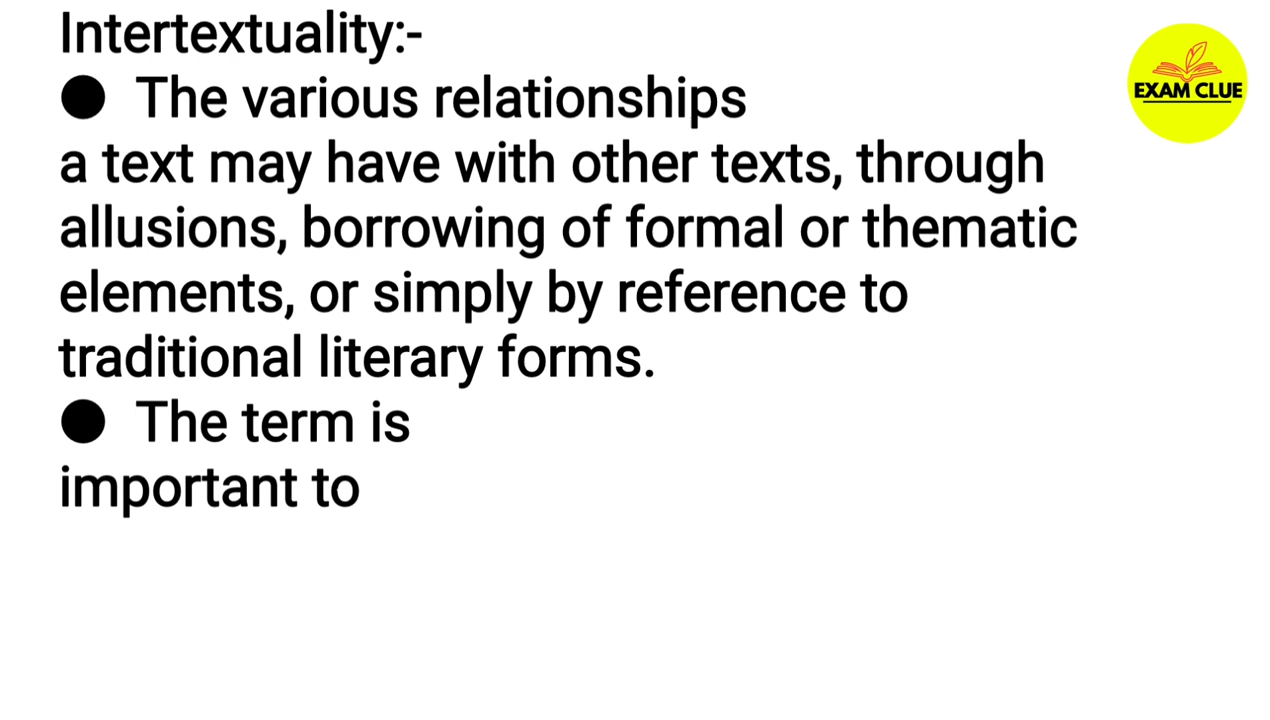 Intertextuality:-
● The various relationships
a text may have with other texts, through
allusions, borrowing of formal or thematic
elements, or simply by reference to
traditional literary forms.
● The term is
important to
EXAM CLUE